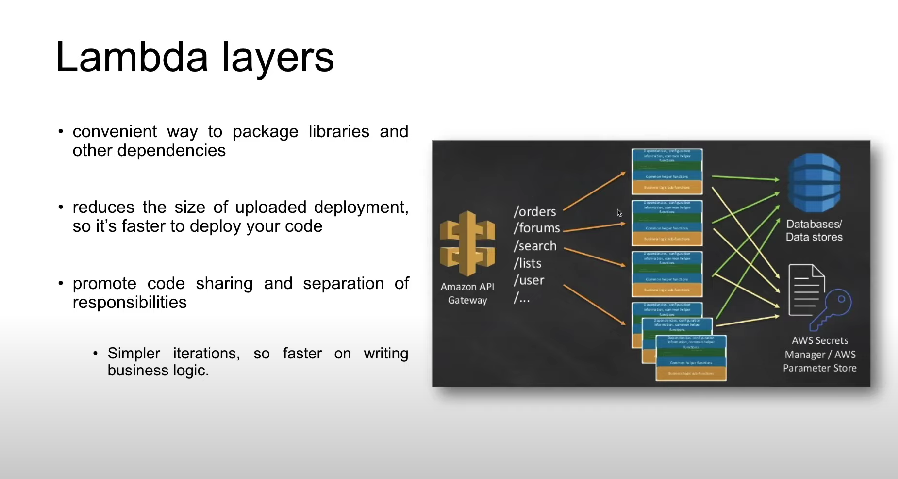 Lambda layers
• convenient way to package libraries and
other dependencies
• reduces the size of uploaded deployment,
so it's faster to deploy your code
• promote code sharing and separation of
responsibilities
• Simpler iterations, so faster on writing
business logic.
Amazon API
Gateway
/orders
/forums
/search
/lists
/user
/...
Databases/
Data stores
AWS Secrets
Manager / AWS
Parameter Store